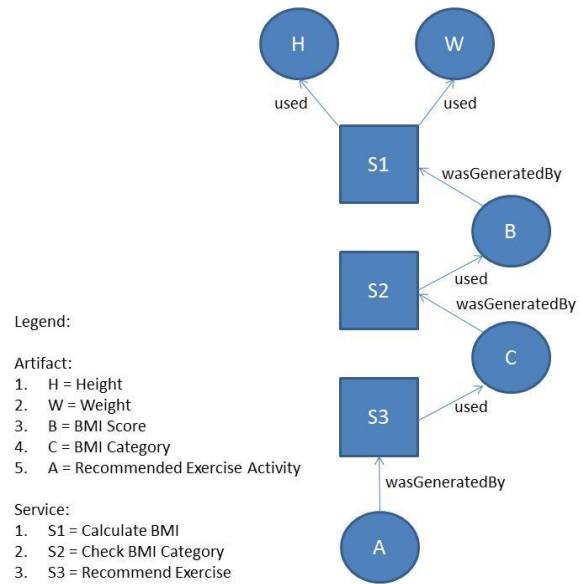 H
W
used
used
S1
wasGeneratedBy
B
S2
used
wasGeneratedBy
C
S3
used
wasGeneratedBy
A
Legend:
Artifact:
1. H = Height
2. W = Weight
3. B = BMI Score
4. C = BMI Category
5. A = Recommended Exercise Activity
Service:
1. S1 = Calculate BMI
2. S2 = Check BMI Category
3. S3 = Recommend Exercise